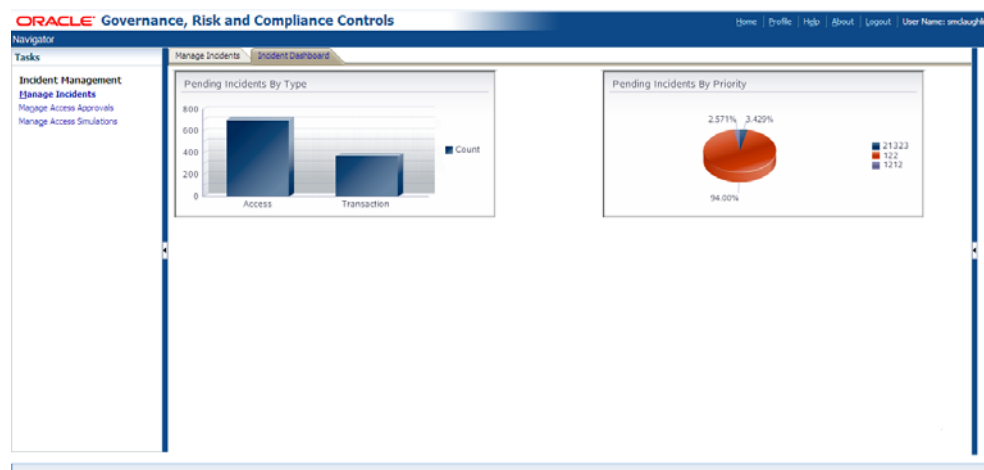 ORACLE Governance, Risk and Compliance Controls
Home Profile Help About Logout User Name: smclaughl
Navigator
Tasks
Manage Incidents Incident Dashboard
Incident Management
Manage Incidents
Manage Access Approvals
Manage Access Simulations
Pending Incidents By Type
800
600
400
200
0
Access Transaction
Count
Pending Incidents By Priority
2.571% 3.429%
94.00%
21323
122
1212